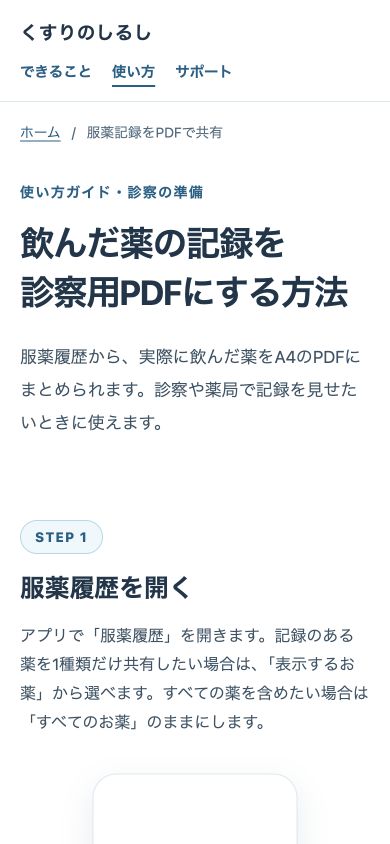 くすりのしるし
できること 使い方 サポート
ホーム / 服薬記録をPDFで共有
使い方ガイド・診察の準備
飲んだ薬の記録を
診察用PDFにする方法
服薬履歴から、実際に飲んだ薬をA4のPDFに
まとめられます。診察や薬局で記録を見せた
いときに使えます。
STEP 1
服薬履歴を開く
アプリで「服薬履歴」を開きます。記録のある
薬を1種類だけ共有したい場合は、「表示するお
薬」から選べます。すべての薬を含めたい場合は
「すべてのお薬」のままにします。